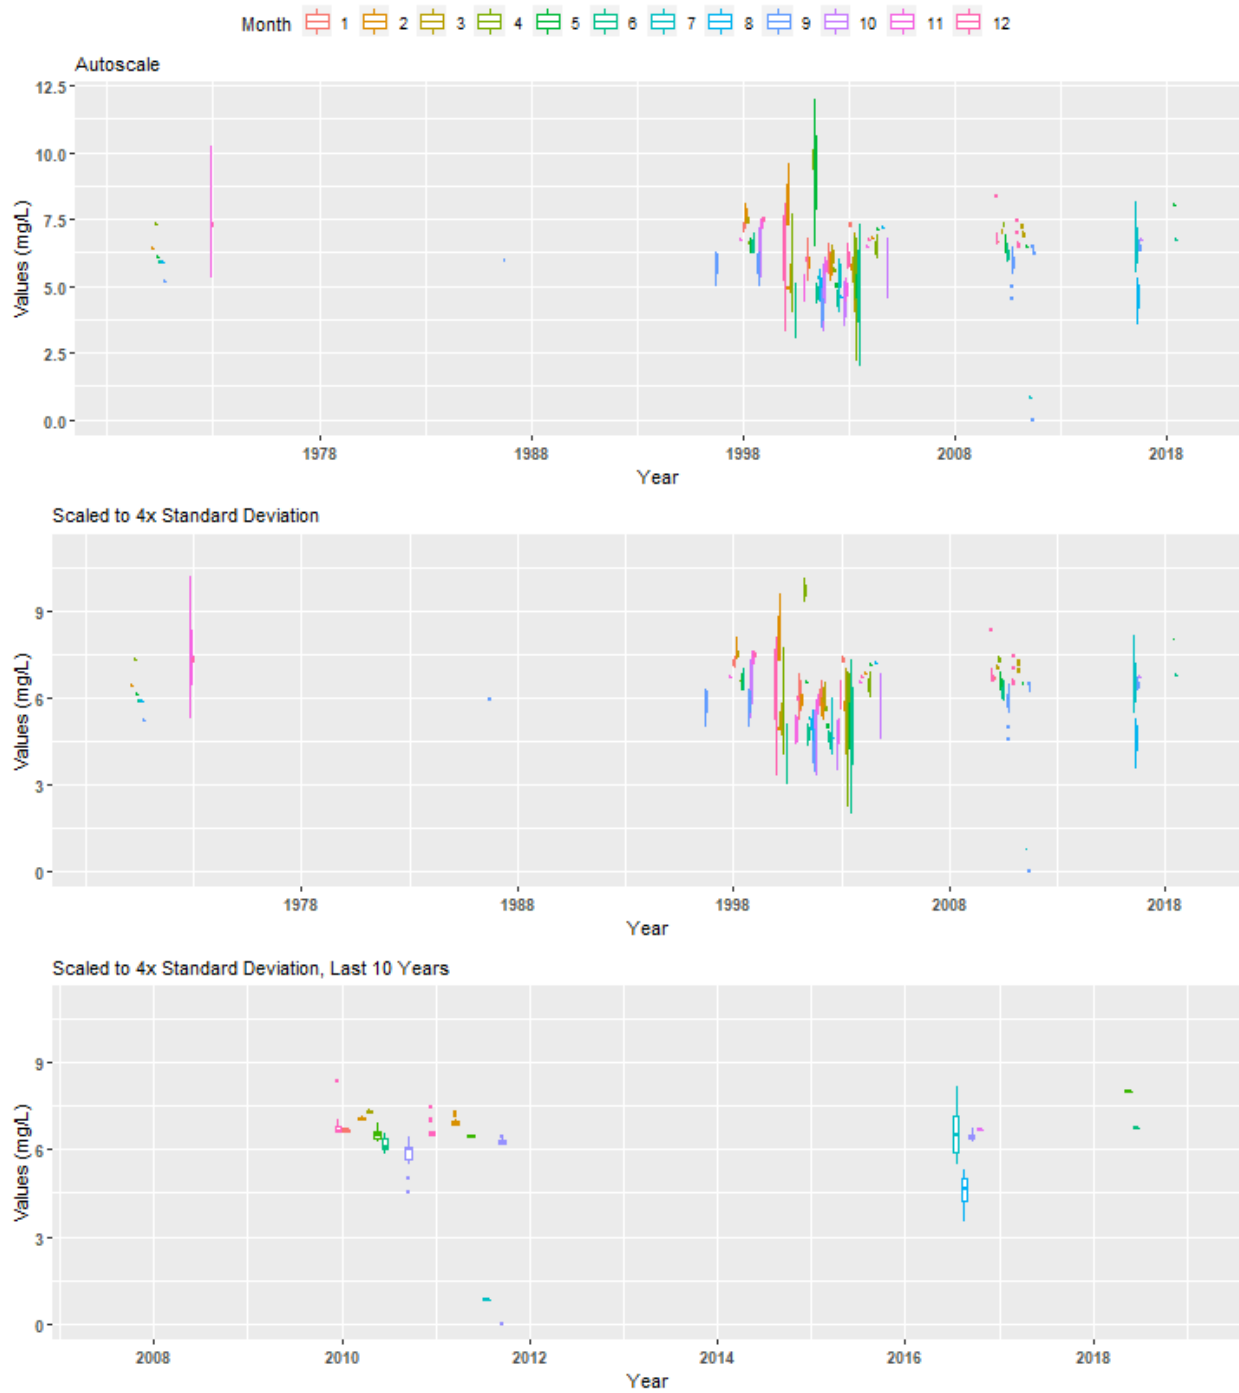 Month 1 2 3 4 5 6 7 8 9 10 11 12
Autoscale
12.5
10.0
7.5
5.0
2.5
0.0
Values (mg/L)
1978 1988 1998 2008 2018
Year
Scaled to 4x Standard Deviation
9
6
3
0
Values (mg/L)
1978 1988 1998 2008 2018
Year
Scaled to 4x Standard Deviation, Last 10 Years
9
6
3
0
Values (mg/L)
2008 2010 2012 2014 2016 2018
Year